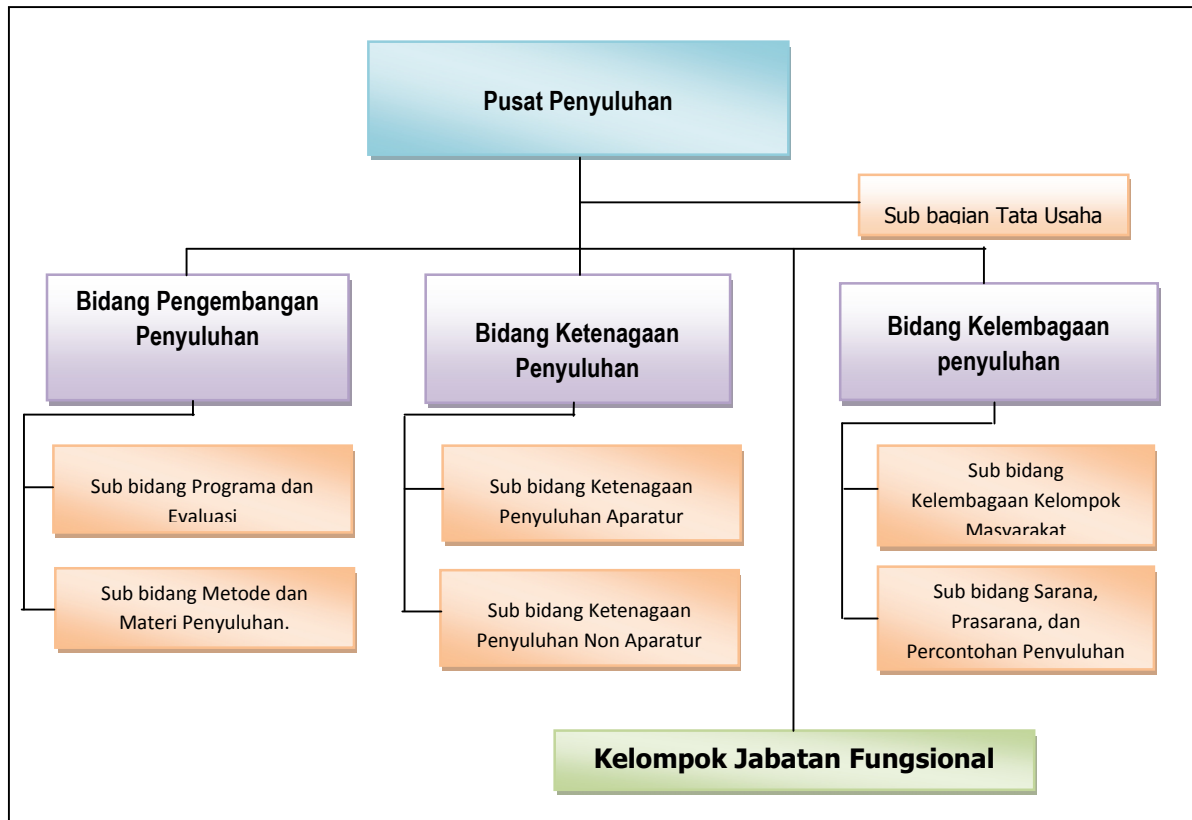 Pusat Penyuluhan
Sub bagian Tata Usaha
Bidang Pengembangan
Penyuluhan
Bidang Ketenagaan
Penyuluhan
Bidang Kelembagaan
penyuluhan
Sub bidang Programa dan
Evaluasi
Sub bidang Metode dan
Materi Penyuluhan.
Sub bidang Ketenagaan
Penyuluhan Aparatur
Sub bidang Ketenagaan
Penyuluhan Non Aparatur
Sub bidang
Kelembagaan Kelompok
Masyarakat
Sub bidang Sarana,
Prasarana, dan
Percontohan Penyuluhan
Kelompok Jabatan Fungsional